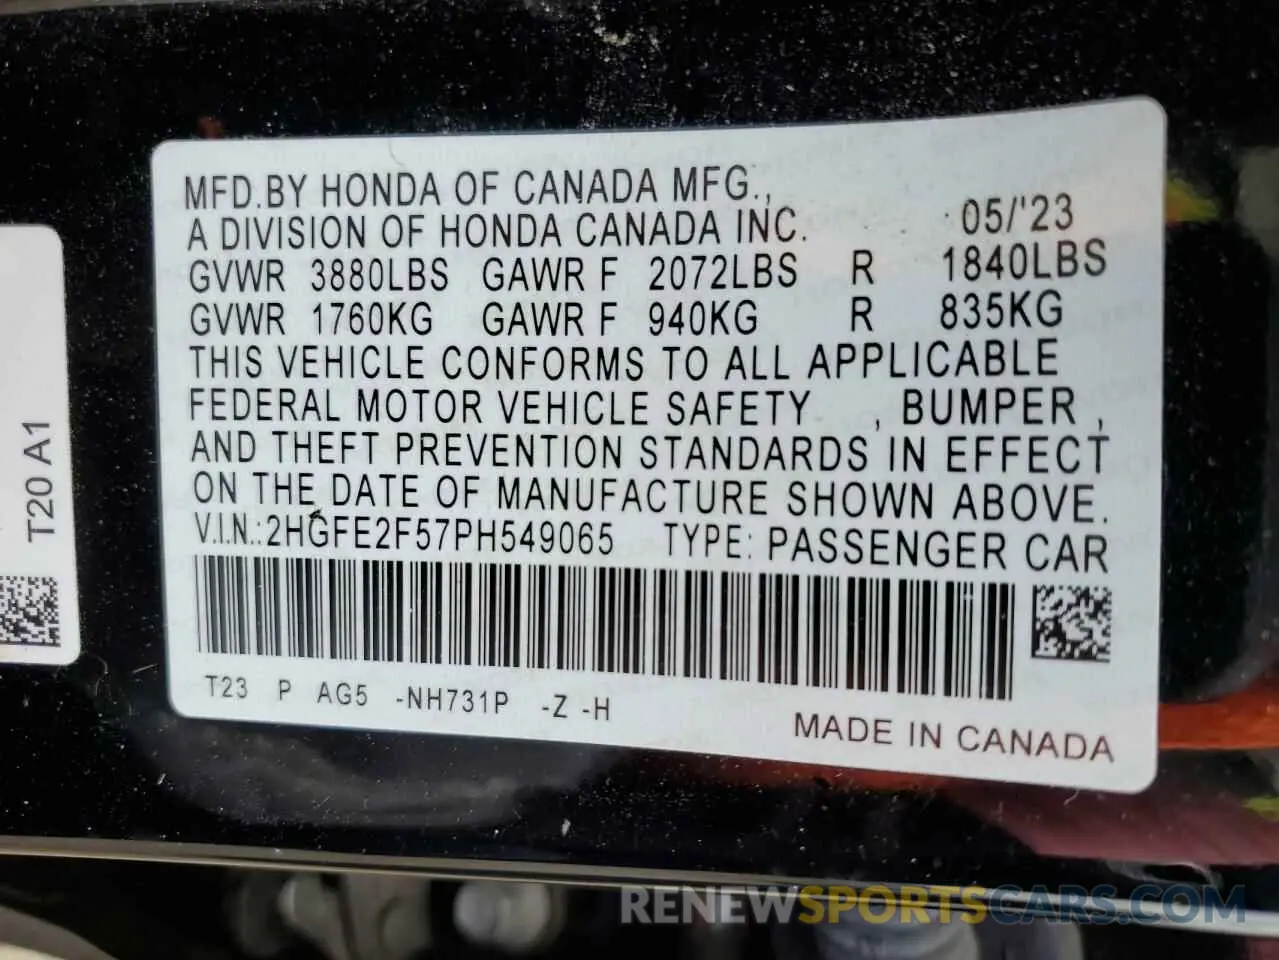 MFD.BY HONDA OF CANADA MFG.,
A DIVISION OF HONDA CANADA INC. 05/'23
GVWR 3880LBS GAWR F 2072LBS R 1840LBS
GVWR 1760KG GAWR F 940KG R 835KG
THIS VEHICLE CONFORMS TO ALL APPLICABLE
FEDERAL MOTOR VEHICLE SAFETY , BUMPER ,
AND THEFT PREVENTION STANDARDS IN EFFECT
ON THE DATE OF MANUFACTURE SHOWN ABOVE.
V.I.N.:2HGFE2F57PH549065 TYPE: PASSENGER CAR
T23 P AG5 -NH731P -Z -H
MADE IN CANADA
T20 A1
RENEWSPORTSCARS.COM